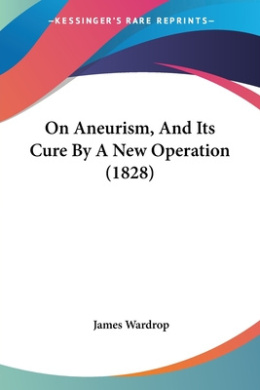 KESSINGER'S RARE REPRINTS
On Aneurism, And Its
Cure By A New Operation
(1828)
James Wardrop